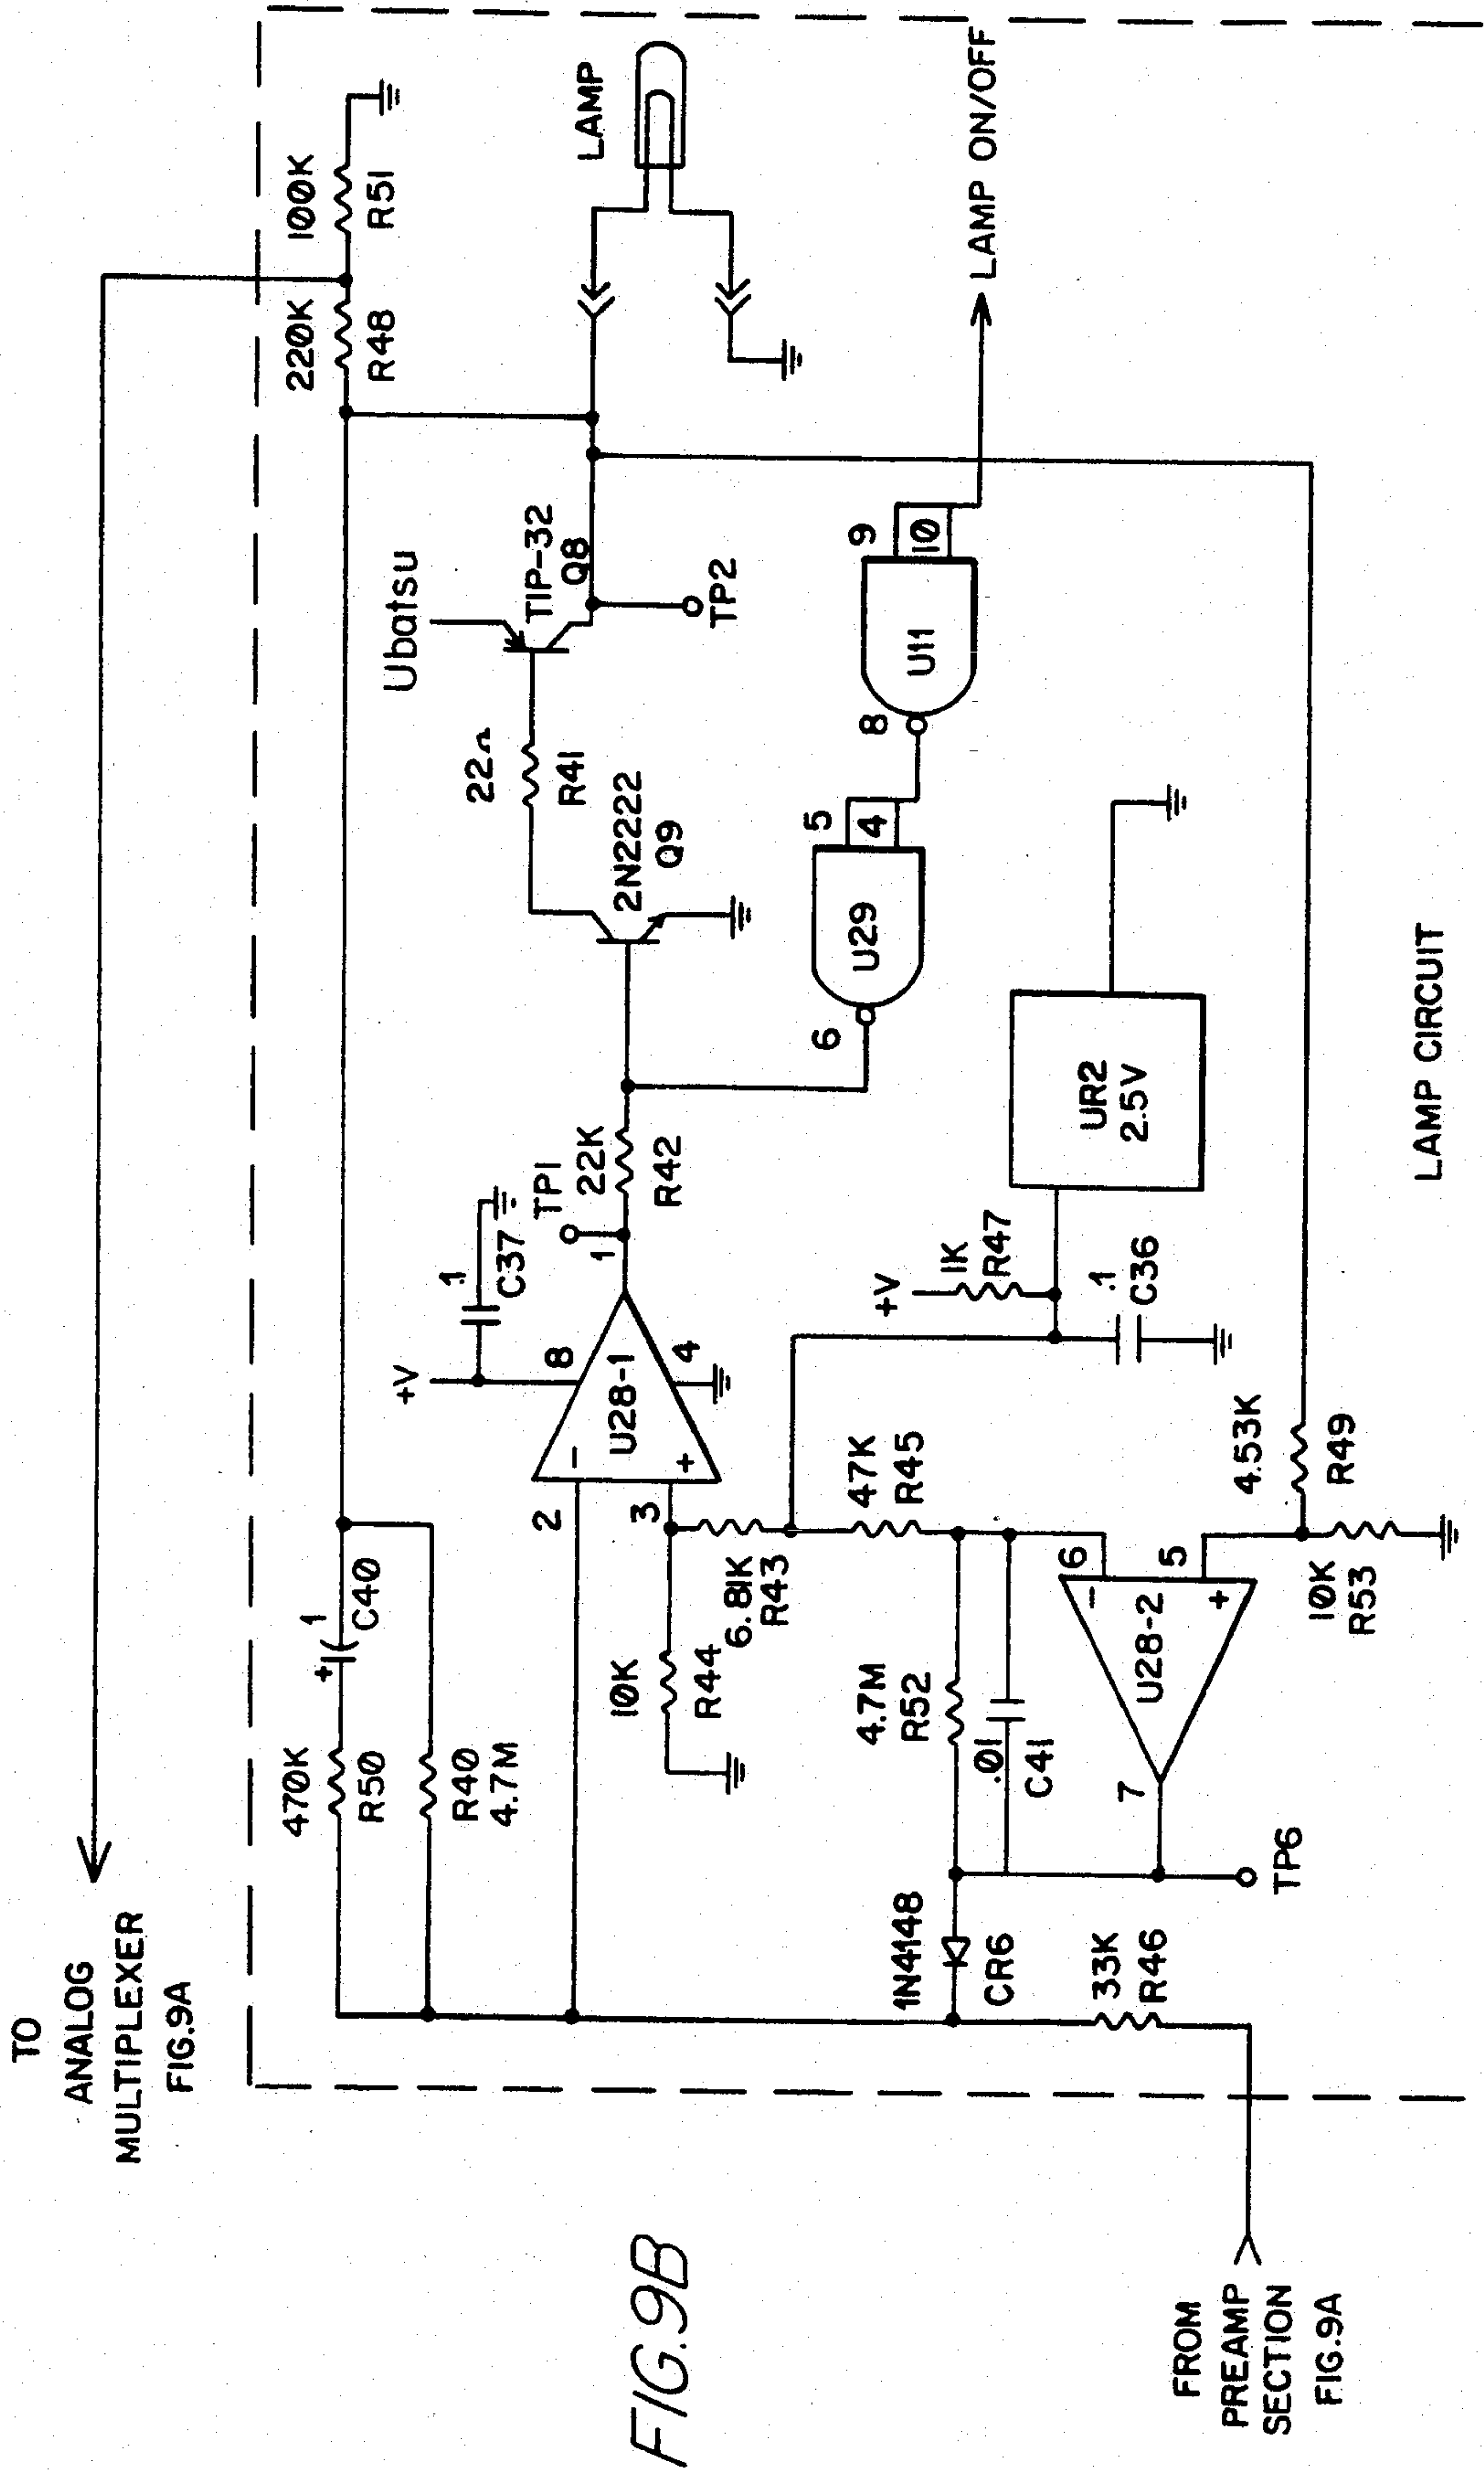 TO
ANALOG
MULTIPLEXER
FIG.9A
470K
R50
R40
4.7M
+
1
C40
220K
R48
100K
R51
LAMP
Ubatsu
TIP-32
Q8
TP2
22Ω
R41
2N2222
Q9
+V
.1
C37
TP1
1
22K
R42
8
U28-1
4
2
-
3
+
10K
R44
6.81K
R43
47K
R45
+V
1K
R47
.1
C36
UR2
2.5V
6
U29
5
4
8
U11
9
10
LAMP ON/OFF
1N4148
CR6
4.7M
R52
.01
C41
7
U28-2
6
-
5
+
TP6
33K
R46
10K
R53
4.53K
R49
FROM
PREAMP
SECTION
FIG.9A
LAMP CIRCUIT
FIG.9B